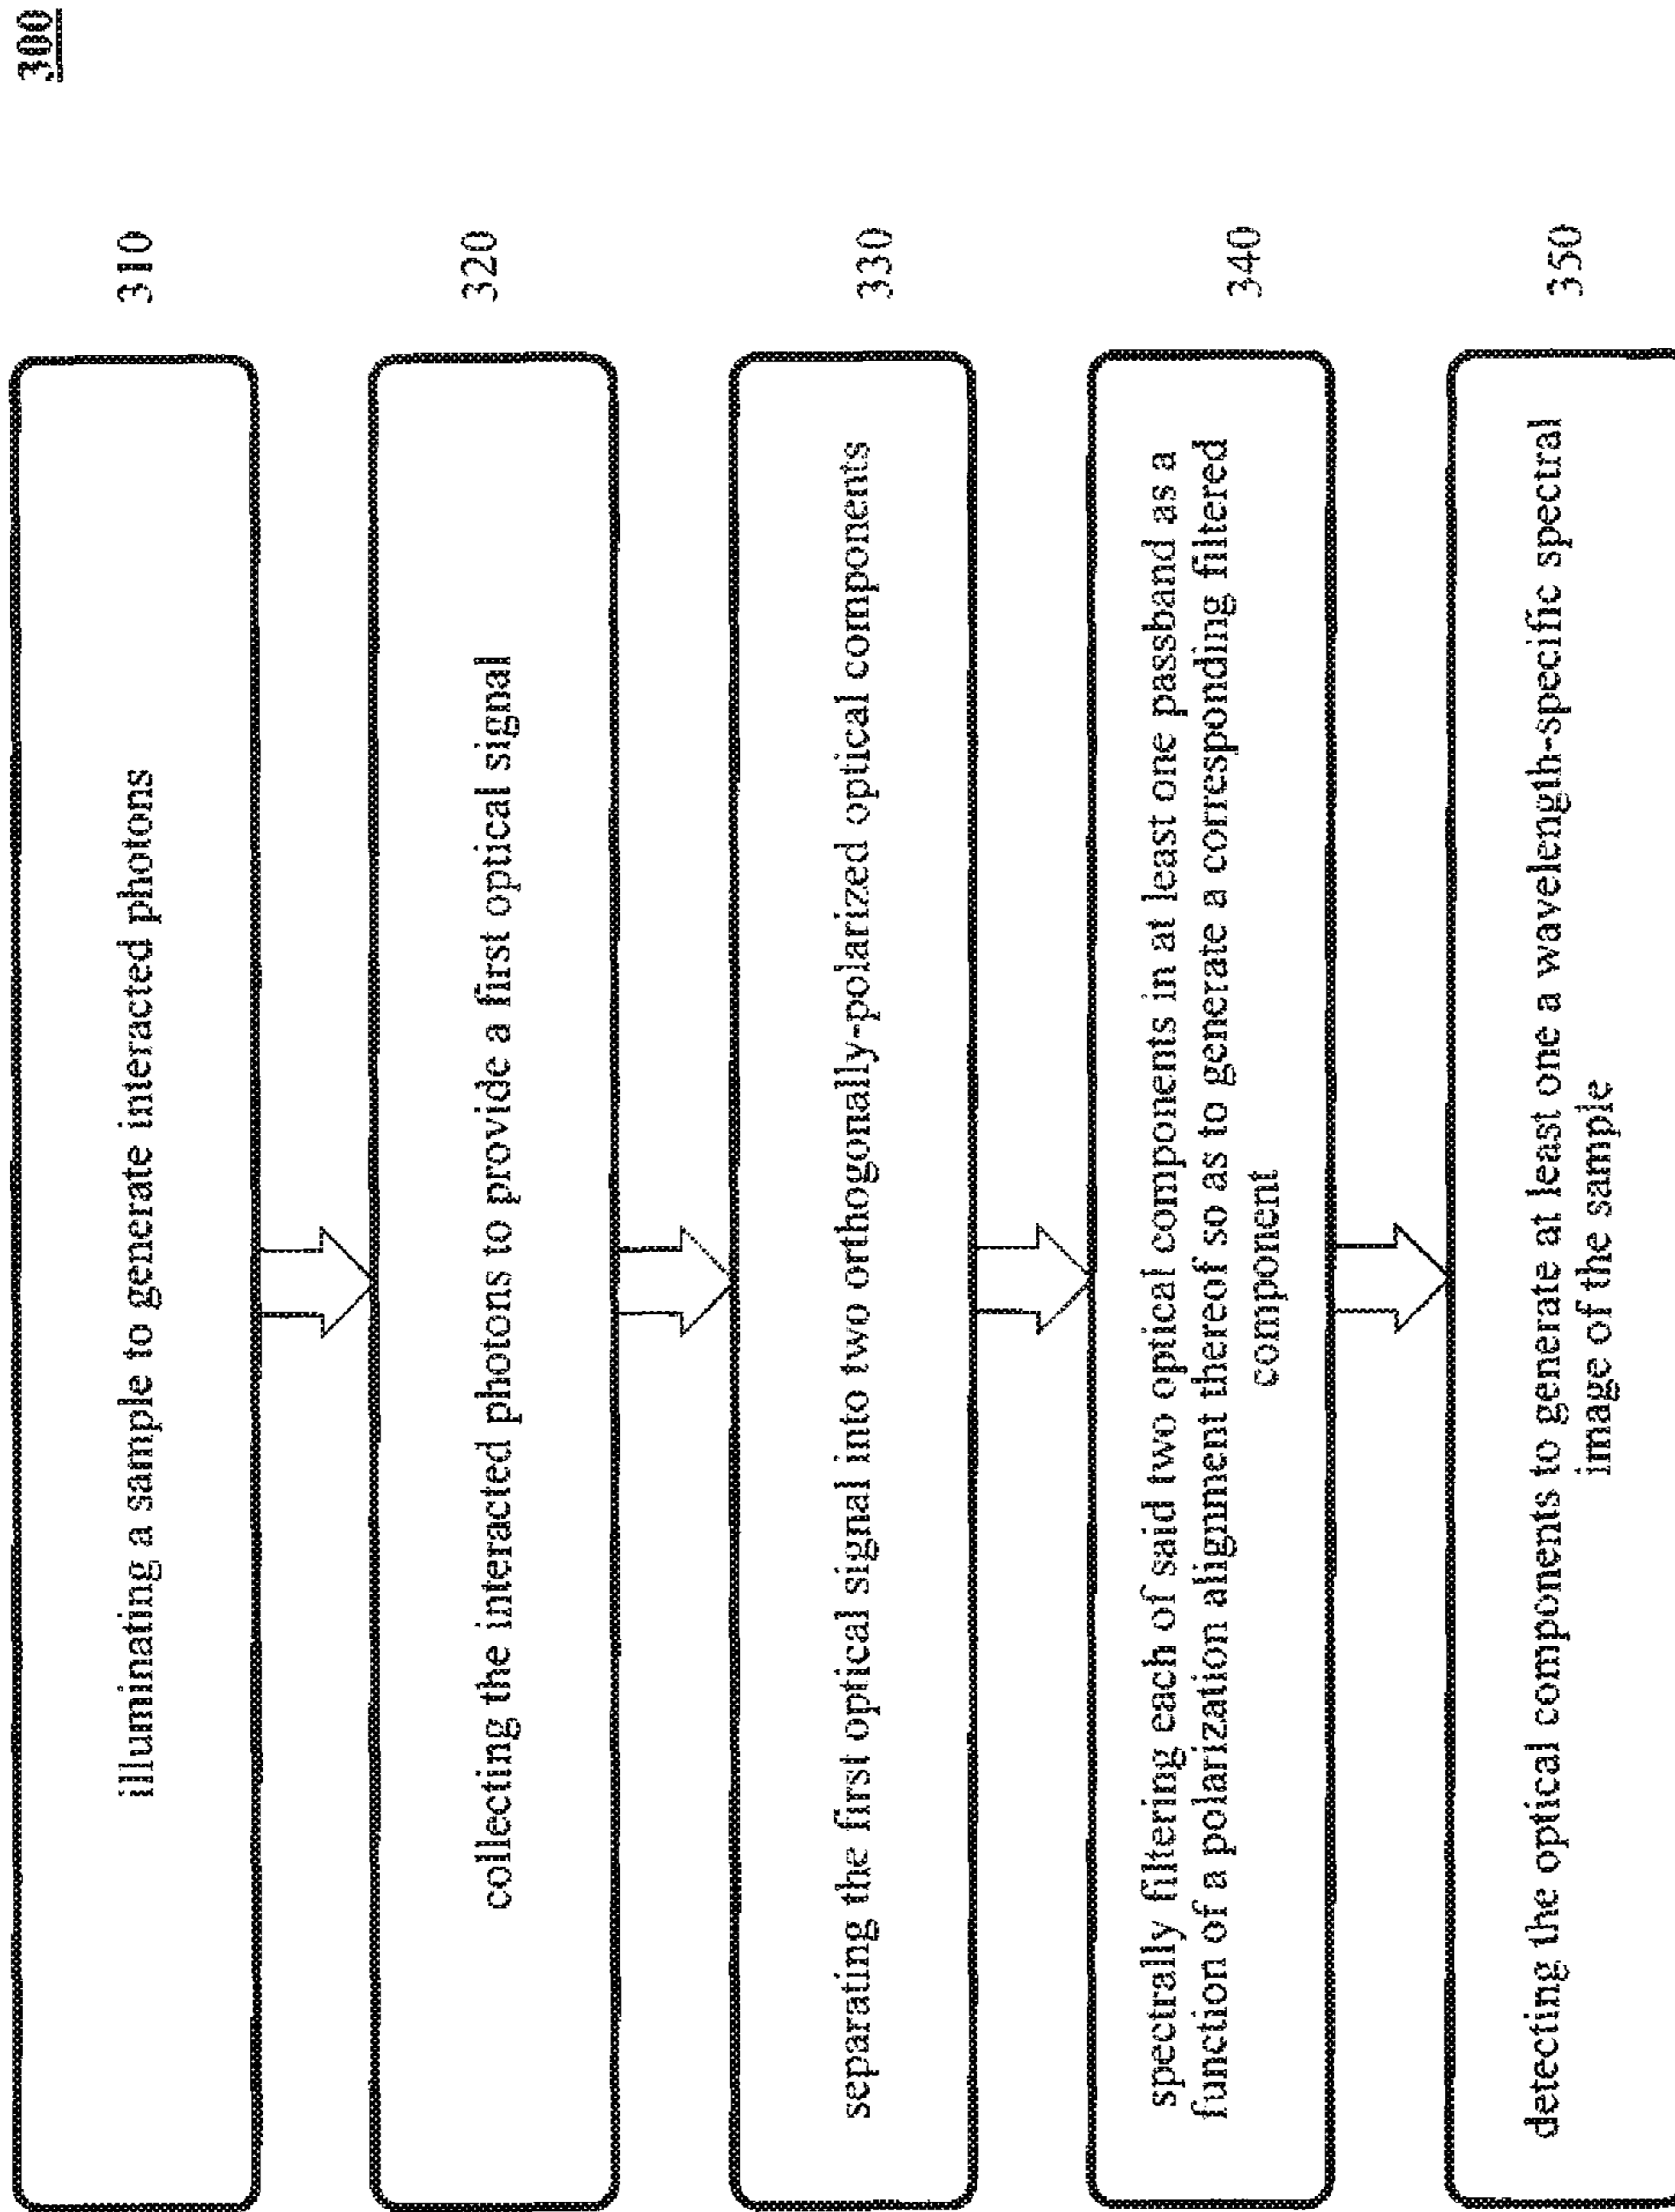 300
illuminating a sample to generate interacted photons
310
collecting the interacted photons to provide a first optical signal
320
separating the first optical signal into two orthogonally-polarized optical components
330
spectrally filtering each of said two optical components in at least one passband as a
function of a polarization alignment thereof so as to generate a corresponding filtered
component
340
detecting the optical components to generate at least one a wavelength-specific spectral
image of the sample
350